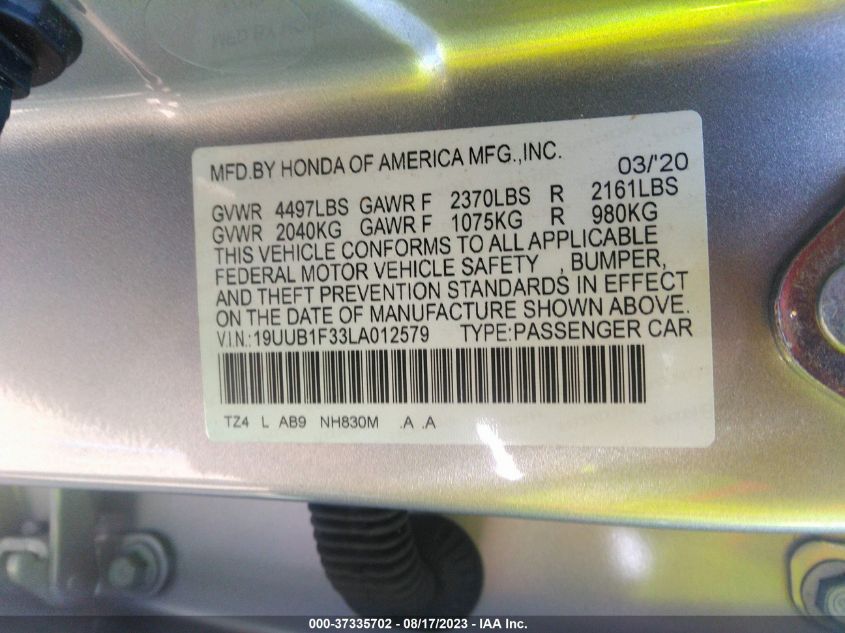 MFD.BY HONDA OF AMERICA MFG.,INC. 03/'20
GVWR 4497LBS GAWR F 2370LBS R 2161LBS
GVWR 2040KG GAWR F 1075KG R 980KG
THIS VEHICLE CONFORMS TO ALL APPLICABLE
FEDERAL MOTOR VEHICLE SAFETY , BUMPER,
AND THEFT PREVENTION STANDARDS IN EFFECT
ON THE DATE OF MANUFACTURE SHOWN ABOVE.
V.I.N.: 19UUB1F33LA012579 TYPE:PASSENGER CAR
TZ4 L AB9 NH830M .A .A
000-37335702 - 08/17/2023 - IAA Inc.